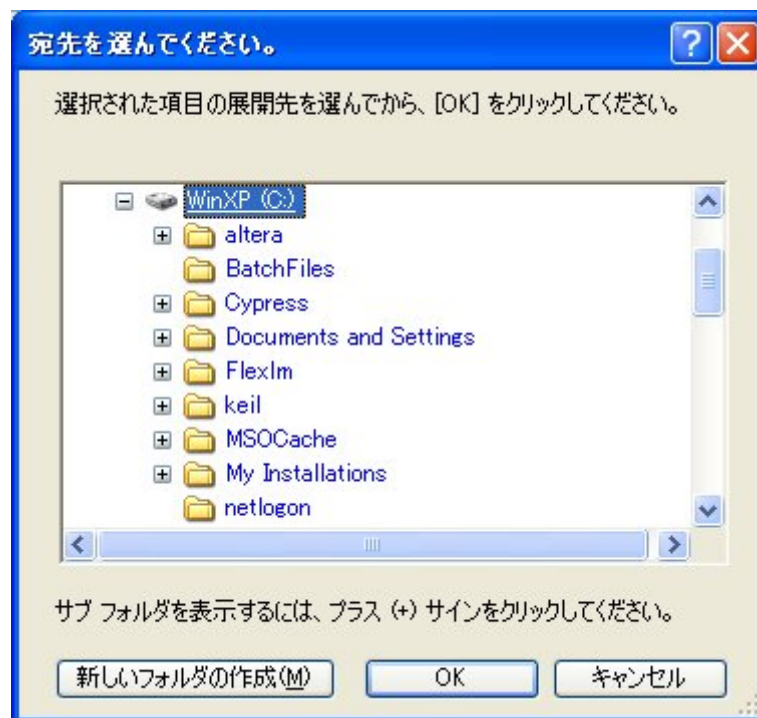 宛先を選んでください。
選択された項目の展開先を選んでから、[OK] をクリックしてください。
WinXP (C:)
altera
BatchFiles
Cypress
Documents and Settings
Flexlm
keil
MSOCache
My Installations
netlogon
サブ フォルダを表示するには、プラス (+) サインをクリックしてください。
新しいフォルダの作成(M) OK キャンセル